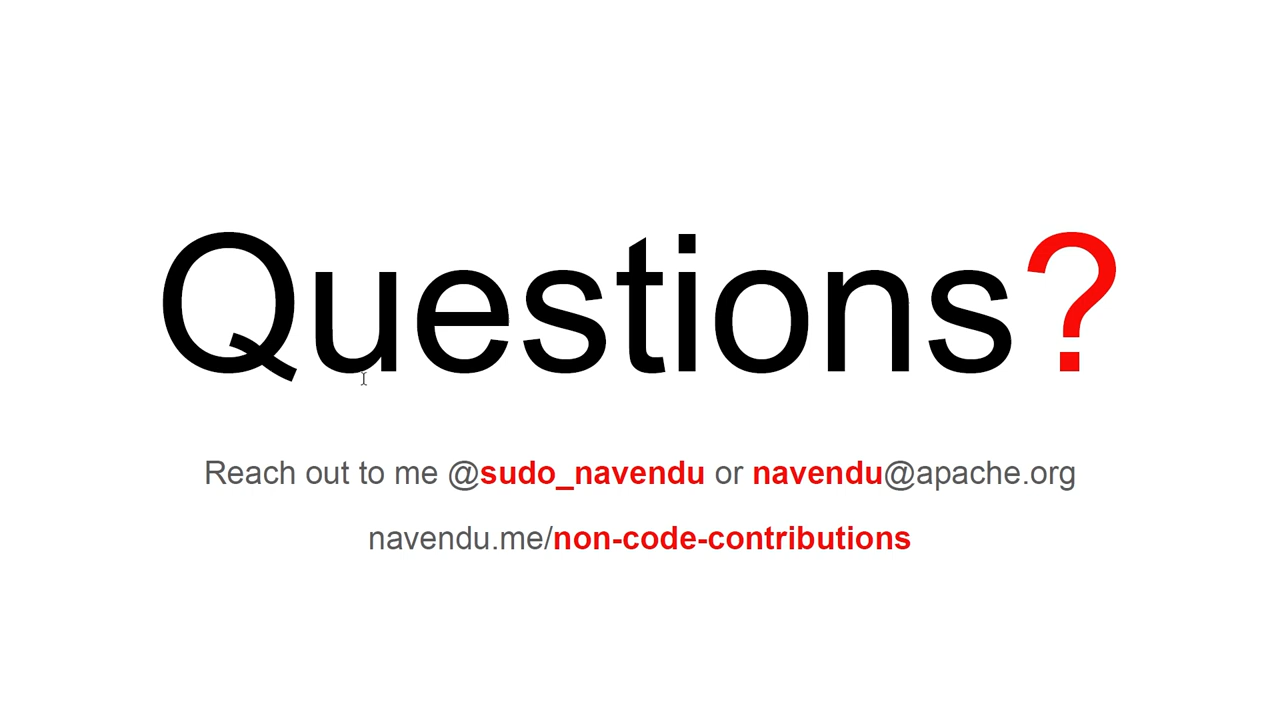 Questions?
Reach out to me @sudo_navendu or navendu@apache.org
navendu.me/non-code-contributions